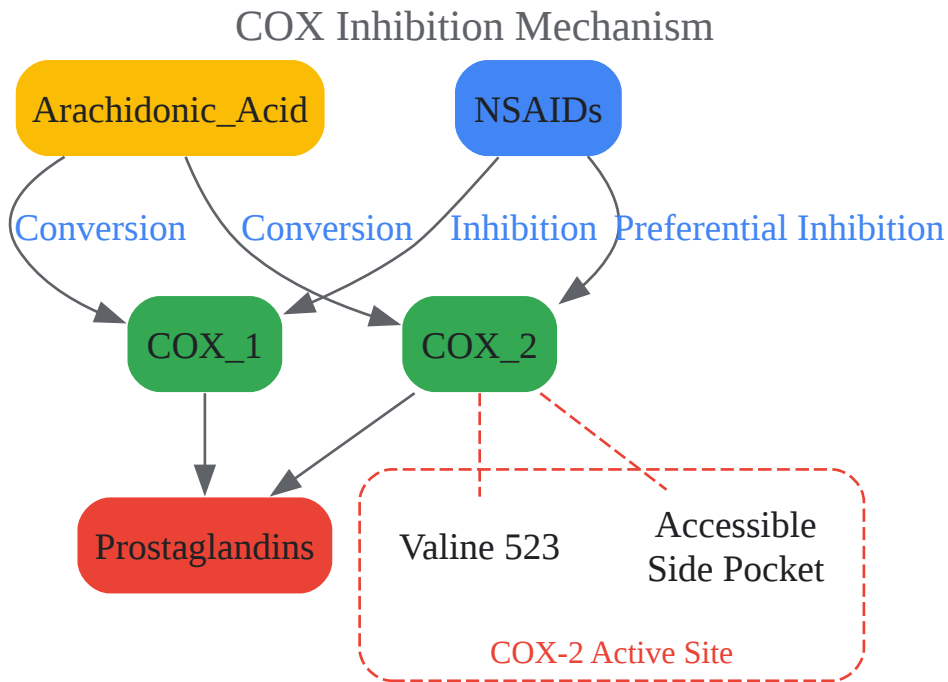 COX Inhibition Mechanism
Arachidonic_Acid
NSAIDs
Conversion
Conversion
Inhibition
Preferential Inhibition
COX_1
COX_2
Prostaglandins
Valine 523
Accessible
Side Pocket
COX-2 Active Site